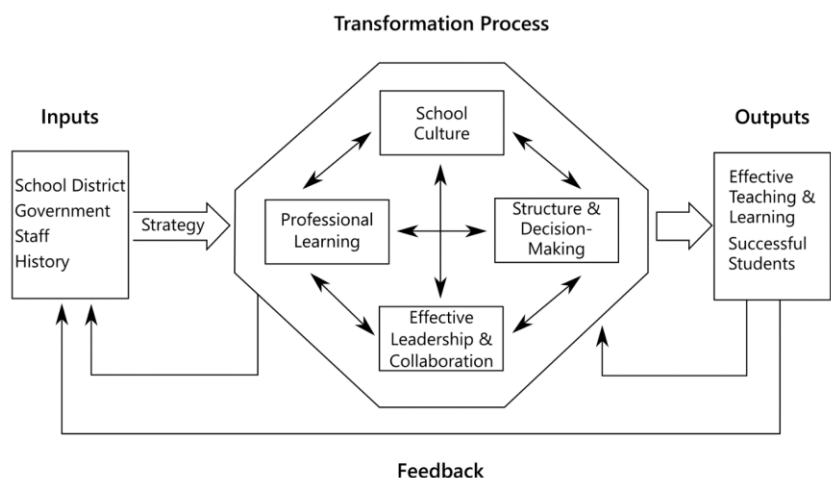 Transformation Process
Inputs
School District
Government
Staff
History
Strategy
School
Culture
Professional
Learning
Structure &
Decision-
Making
Effective
Leadership &
Collaboration
Outputs
Effective
Teaching &
Learning
Successful
Students
Feedback